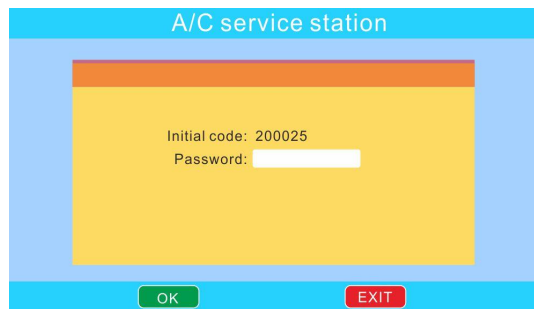 A/C service station
Initial code: 200025
Password:
OK
EXIT